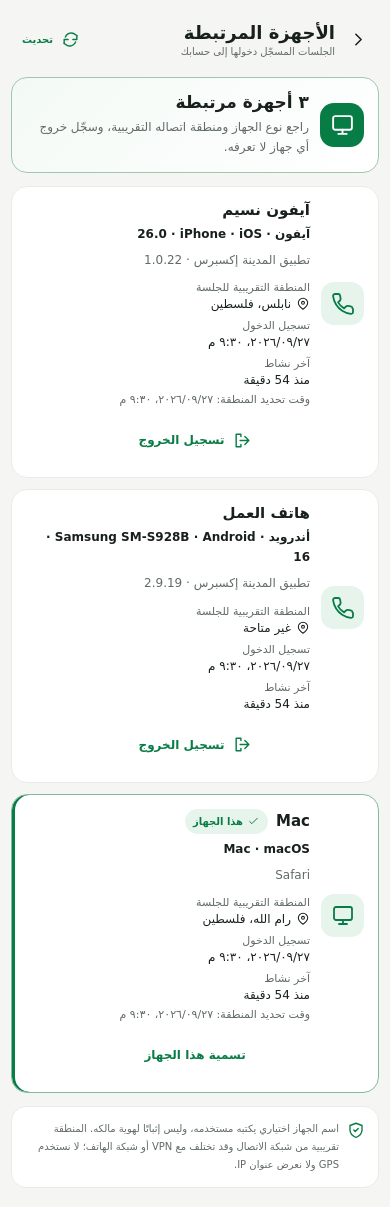 الأجهزة المرتبطة
الجلسات المسجّل دخولها إلى حسابك
تحديث
٣ أجهزة مرتبطة
راجع نوع الجهاز ومنطقة اتصاله التقريبية، وسجّل خروج
أي جهاز لا تعرفه.
آيفون نسيم
آيفون · iPhone · iOS · 26.0
تطبيق المدينة إكسبرس · 1.0.22
المنطقة التقريبية للجلسة
نابلس، فلسطين
تسجيل الدخول
٢٠٢٦/٠٩/٢٧، ٩:٣٠ م
آخر نشاط
منذ 54 دقيقة
وقت تحديد المنطقة: ٢٠٢٦/٠٩/٢٧، ٩:٣٠ م
تسجيل الخروج
هاتف العمل
أندرويد · Samsung SM-S928B · Android ·
16
تطبيق المدينة إكسبرس · 2.9.19
المنطقة التقريبية للجلسة
غير متاحة
تسجيل الدخول
٢٠٢٦/٠٩/٢٧، ٩:٣٠ م
آخر نشاط
منذ 54 دقيقة
تسجيل الخروج
Mac هذا الجهاز
Mac · macOS
Safari
المنطقة التقريبية للجلسة
رام الله، فلسطين
تسجيل الدخول
٢٠٢٦/٠٩/٢٧، ٩:٣٠ م
آخر نشاط
منذ 54 دقيقة
وقت تحديد المنطقة: ٢٠٢٦/٠٩/٢٧، ٩:٣٠ م
تسمية هذا الجهاز
اسم الجهاز اختياري يكتبه مستخدمه، وليس إثباتًا لهوية مالكه. المنطقة
تقريبية من شبكة الاتصال وقد تختلف مع VPN أو شبكة الهاتف؛ لا نستخدم
GPS ولا نعرض عنوان IP.